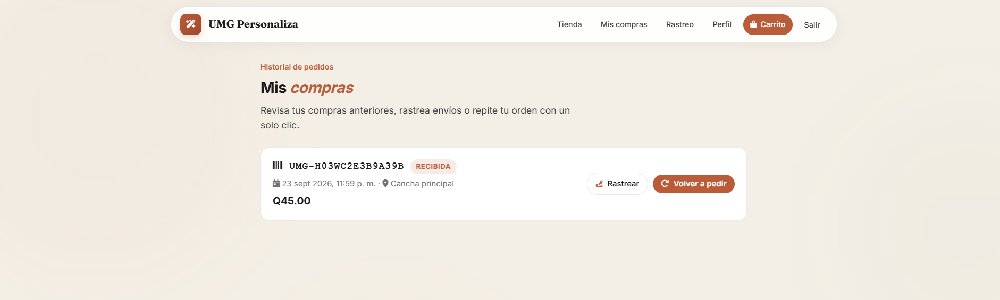 UMG Personaliza
Tienda
Mis compras
Rastreo
Perfil
Carrito
Salir
Historial de pedidos
Mis compras
Revisa tus compras anteriores, rastrea envíos o repite tu orden con un
solo clic.
UMG-H03WC2E3B9A39B RECIBIDA
23 sept 2026, 11:59 p. m. · Cancha principal
Q45.00
Rastrear
Volver a pedir